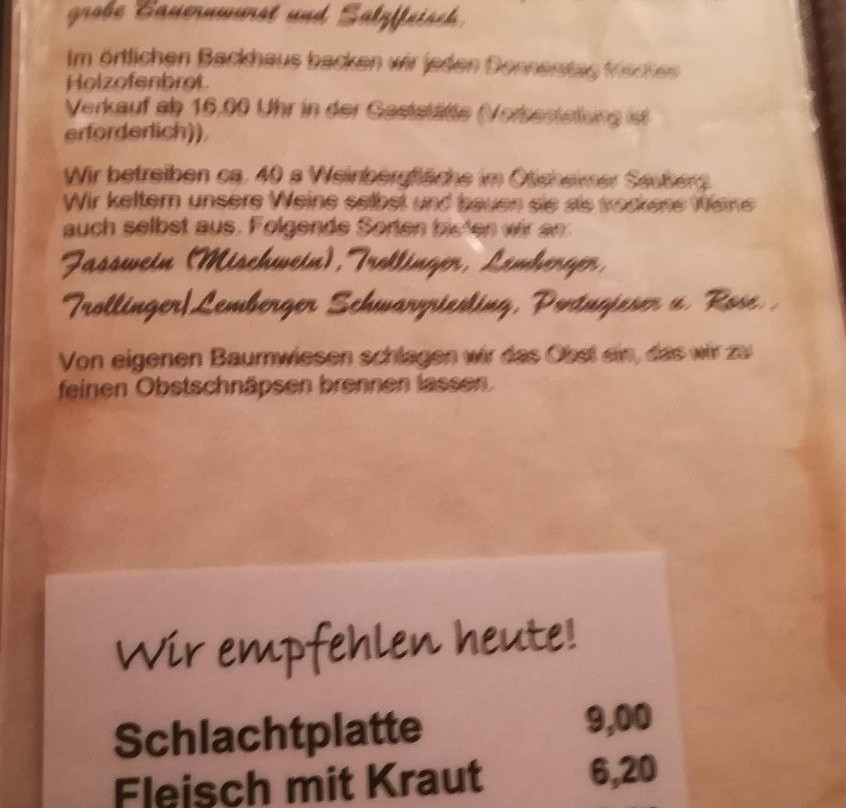 grobe Bauernwurst und Salzfleisch.
Im örtlichen Backhaus backen wir jeden Donnerstag frisches
Holzofenbrot.
Verkauf ab 16.00 Uhr in der Gaststätte (Vorbestellung ist
erforderlich)).
Wir betreiben ca. 40 a Weinbergfläche im Ötisheimer Sauberg.
Wir keltern unsere Weine selbst und bauen sie als trockene Weine
auch selbst aus. Folgende Sorten bieten wir an:
Fasswein (Mischwein), Trollinger, Lemberger,
Trollinger/Lemberger Schwarzriesling, Portugieser u. Rose..
Von eigenen Baumwiesen schlagen wir das Obst ein, das wir zu
feinen Obstschnäpsen brennen lassen.
Wir empfehlen heute!
Schlachtplatte 9,00
Fleisch mit Kraut 6,20